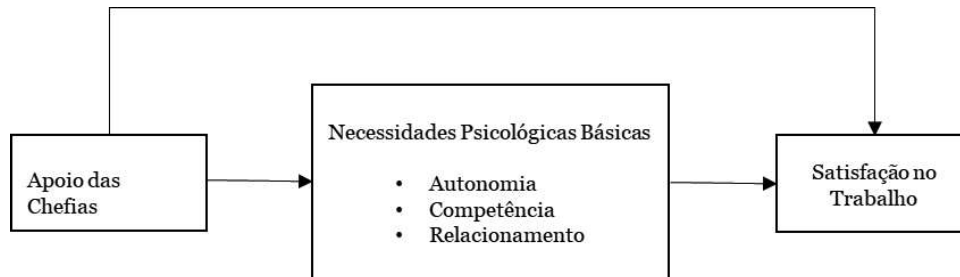 Apoio das
Chefias
Necessidades Psicológicas Básicas
• Autonomia
• Competência
• Relacionamento
Satisfação no
Trabalho